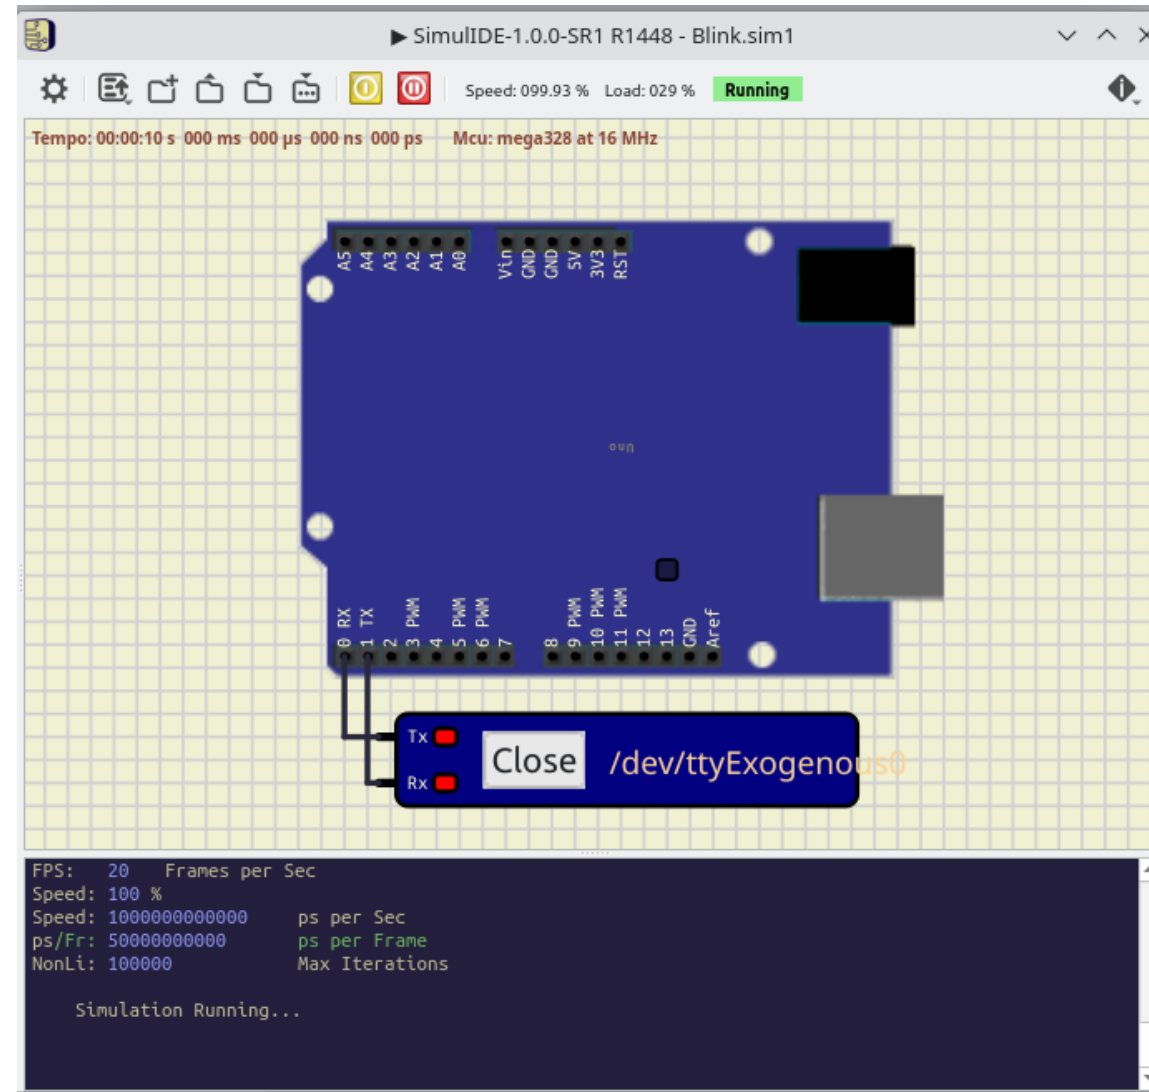 ▶ SimulIDE-1.0.0-SR1 R1448 - Blink.sim1
Speed: 099.93 % Load: 029 % Running
Tempo: 00:00:10 s 000 ms 000 µs 000 ns 000 ps Mcu: mega328 at 16 MHz
A5 A4 A3 A2 A1 A0 Vin GND GND 5V 3V3 RST
Uno
0 RX 1 TX 2 3 PWM 4 5 PWM 6 PWM 7 8 9 PWM 10 PWM 11 PWM 12 13 GND Aref
Tx
Close /dev/ttyExogenous0
Rx
FPS: 20 Frames per Sec
Speed: 100 %
Speed: 1000000000000 ps per Sec
ps/Fr: 50000000000 ps per Frame
NonLi: 100000 Max Iterations
Simulation Running...